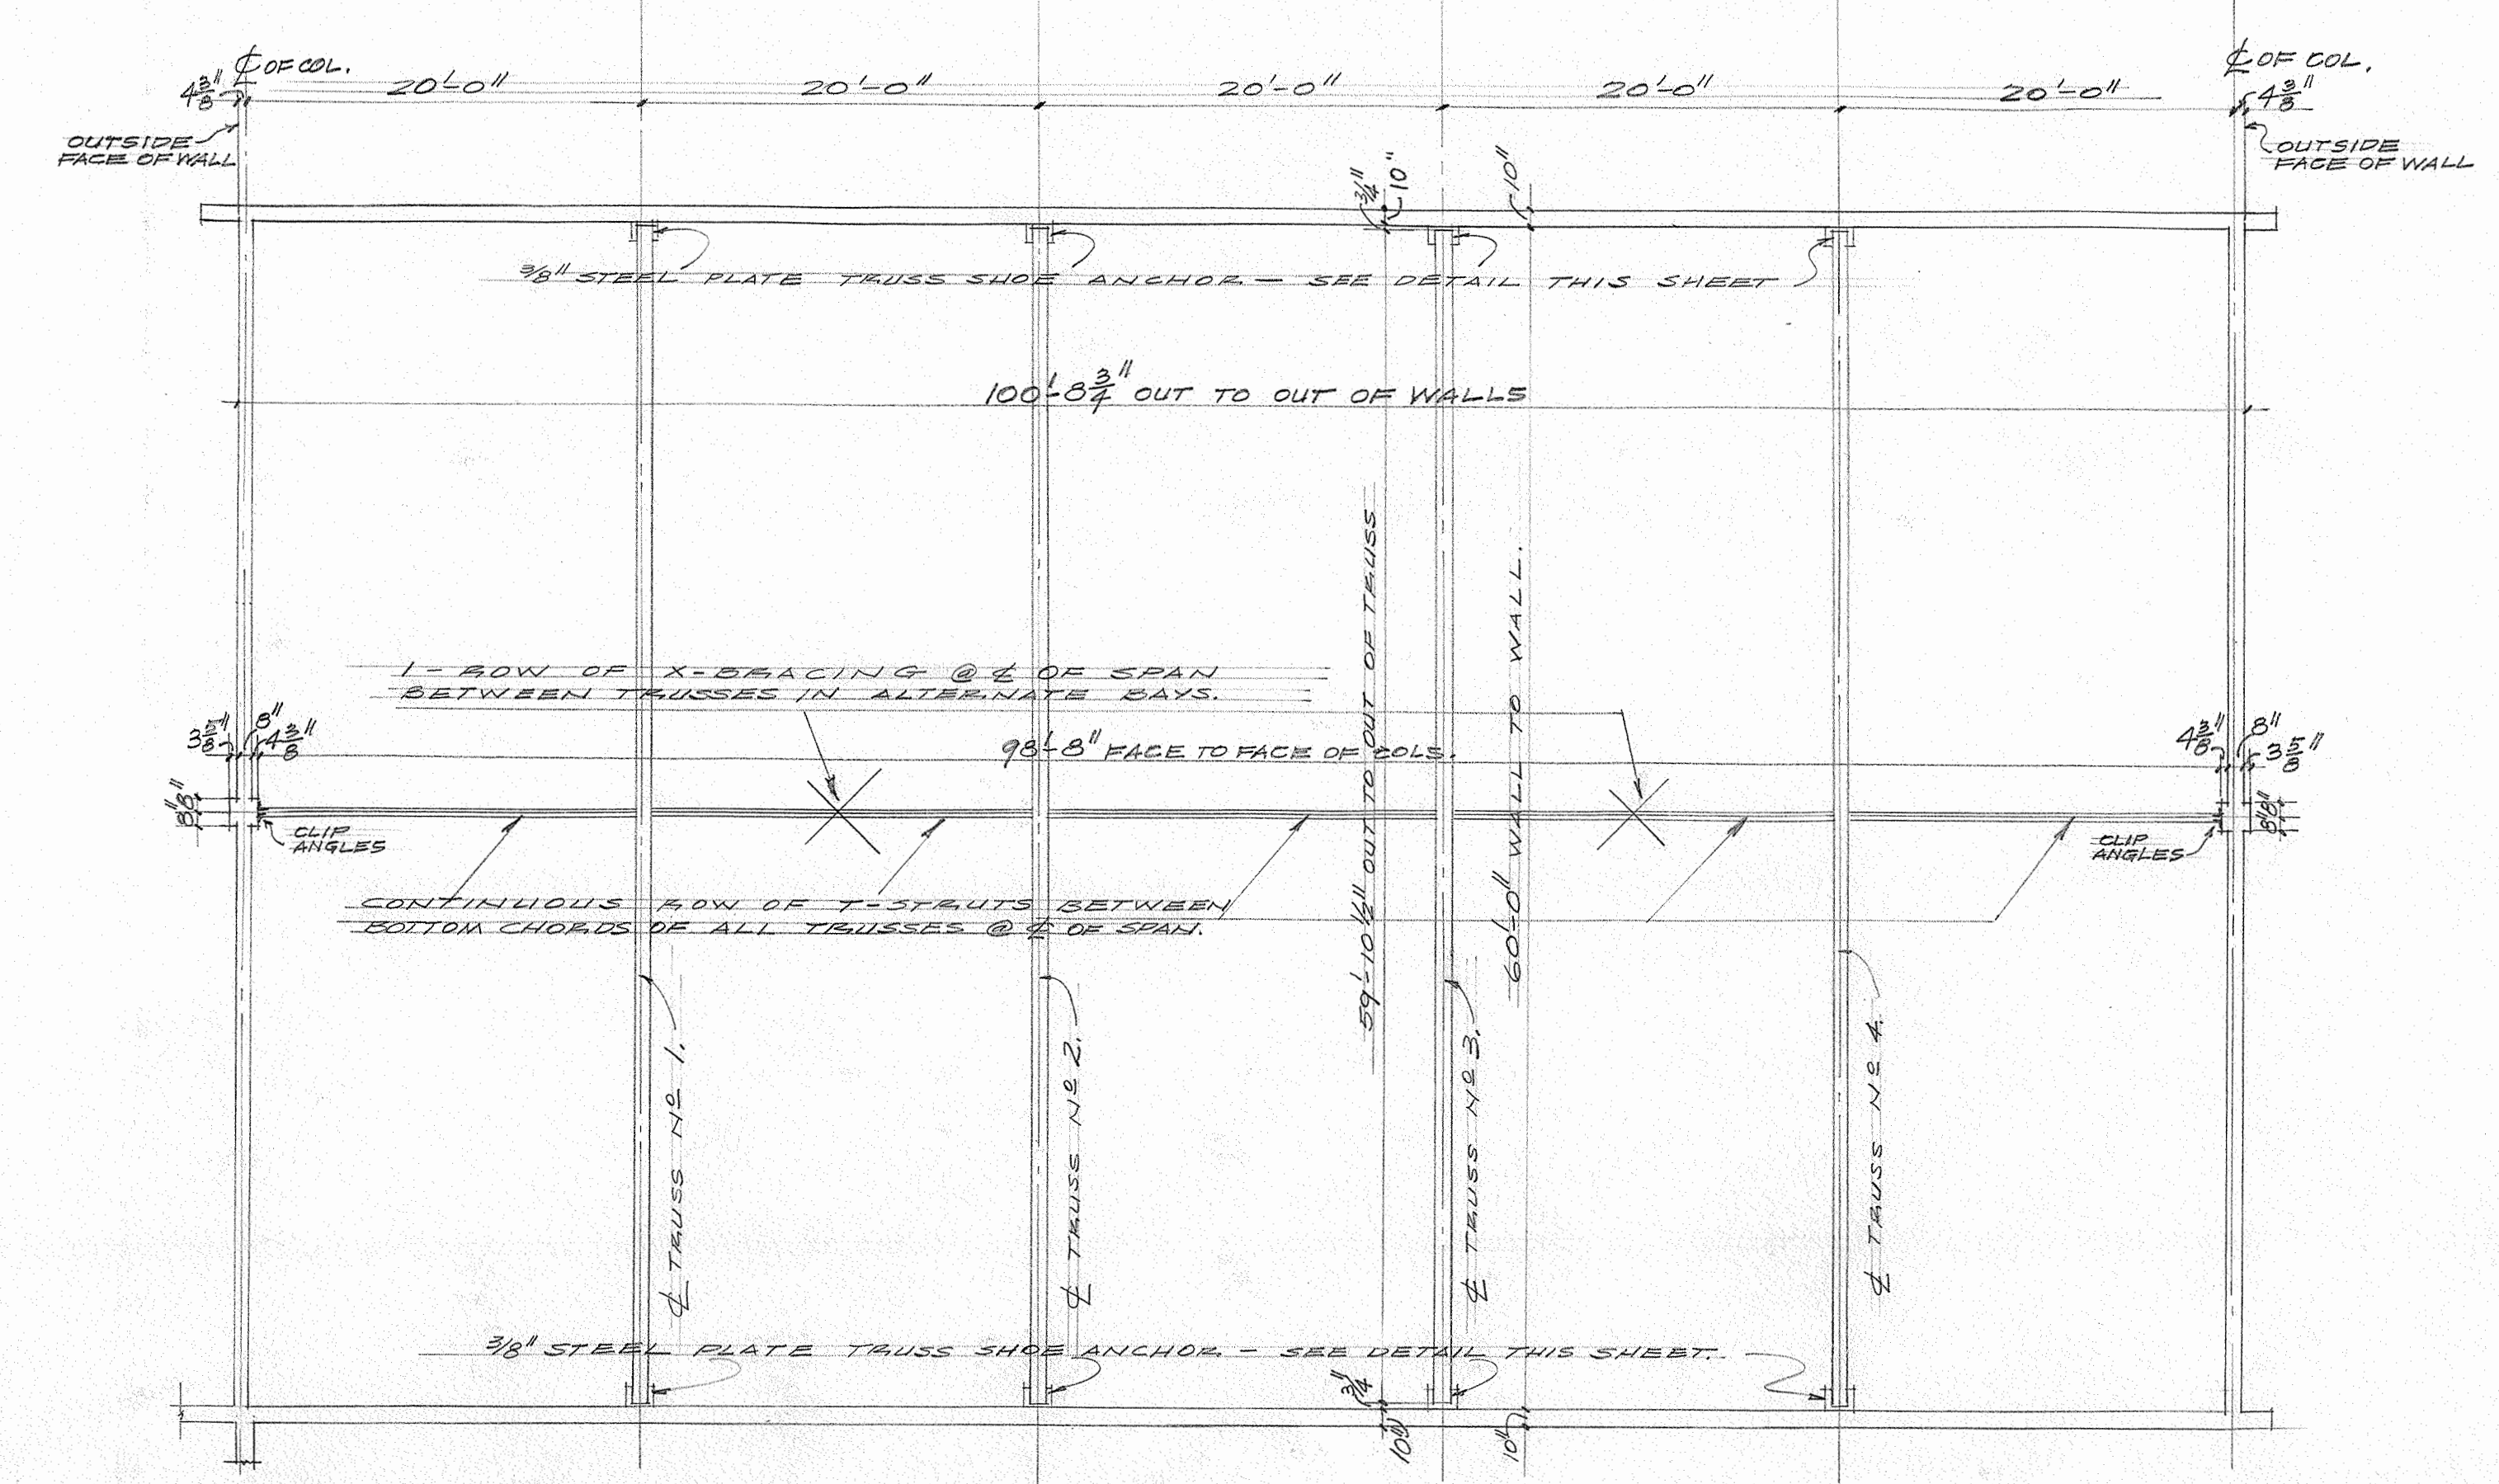 ℄ OF COL.
℄ OF COL.
4 3/8"
20'-0"
20'-0"
20'-0"
20'-0"
20'-0"
4 3/8"
OUTSIDE
FACE OF WALL
OUTSIDE
FACE OF WALL
3/4"
10"
10"
3/8" STEEL PLATE TRUSS SHOE ANCHOR — SEE DETAIL THIS SHEET
100'-8 3/4" OUT TO OUT OF WALLS
1 - ROW OF X-BRACING @ ℄ OF SPAN
BETWEEN TRUSSES IN ALTERNATE BAYS.
3 5/8"
8"
4 3/8"
98'-8" FACE TO FACE OF COLS.
4 3/8"
8"
3 5/8"
59'-10 1/2" OUT TO OUT OF TRUSS
60'-0" WALL TO WALL.
8"
8"
CLIP
ANGLES
8"
8"
CLIP
ANGLES
CONTINUOUS ROW OF T-STRUTS BETWEEN
BOTTOM CHORDS OF ALL TRUSSES @ ℄ OF SPAN.
℄ TRUSS Nº 1.
℄ TRUSS Nº 2.
℄ TRUSS Nº 3.
℄ TRUSS Nº 4.
3/8" STEEL PLATE TRUSS SHOE ANCHOR - SEE DETAIL THIS SHEET.
3/4"
10"
10"